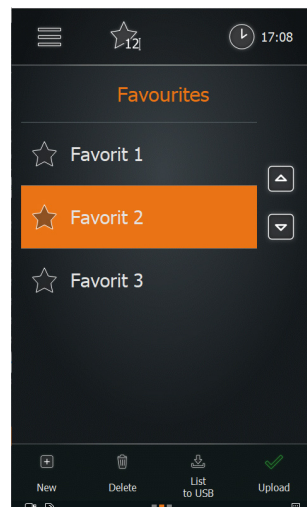 12
17:08
Favourites
Favorit 1
Favorit 2
Favorit 3
New
Delete
List
to USB
Upload